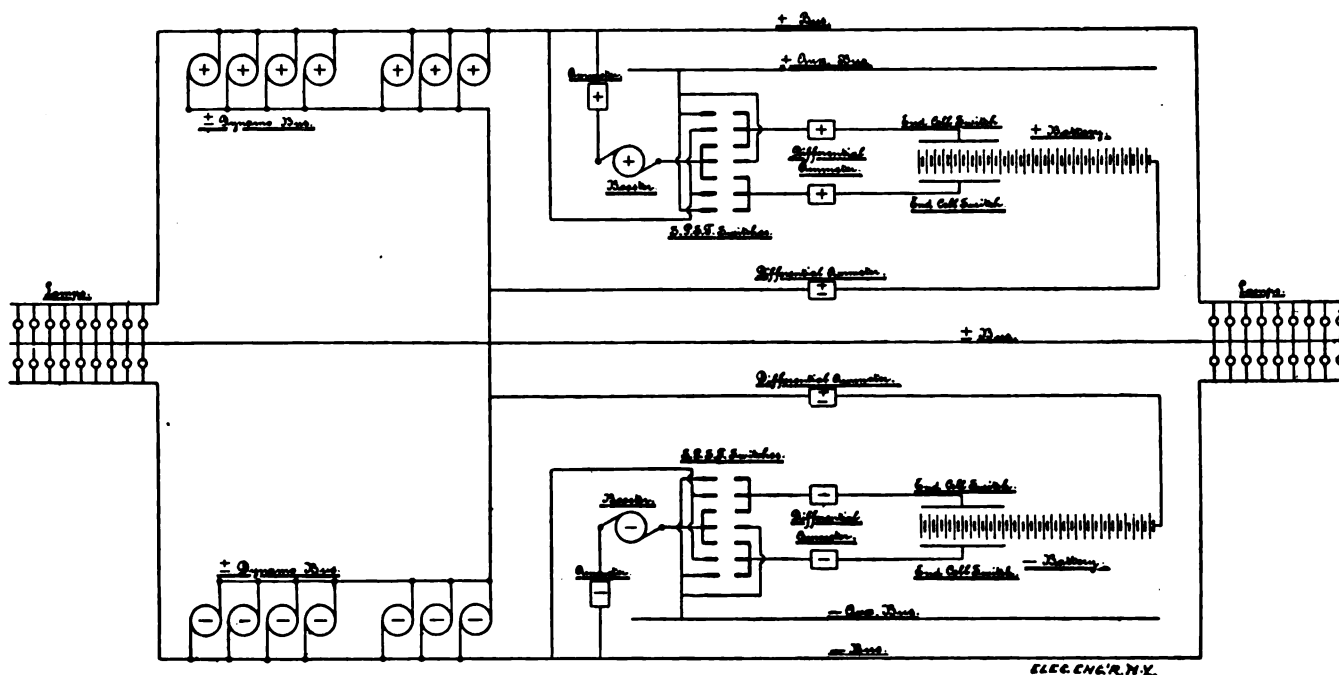 + Bus.
+ Aux. Bus.
Ammeter.
± Dynamo Bus.
End Cell Switch
+ Battery.
Differential
Ammeter.
Booster.
End Cell Switch
S.P.S.T. Switches.
Differential Ammeter.
Lamps.
Lamps.
± Bus.
Differential Ammeter.
S.P.S.T. Switches.
End Cell Switch.
Booster.
Differential
Ammeter.
± Dynamo Bus.
Ammeter.
— Battery.
End Cell Switch.
— Aux. Bus.
— Bus.
ELEC. ENG'R. N.Y.